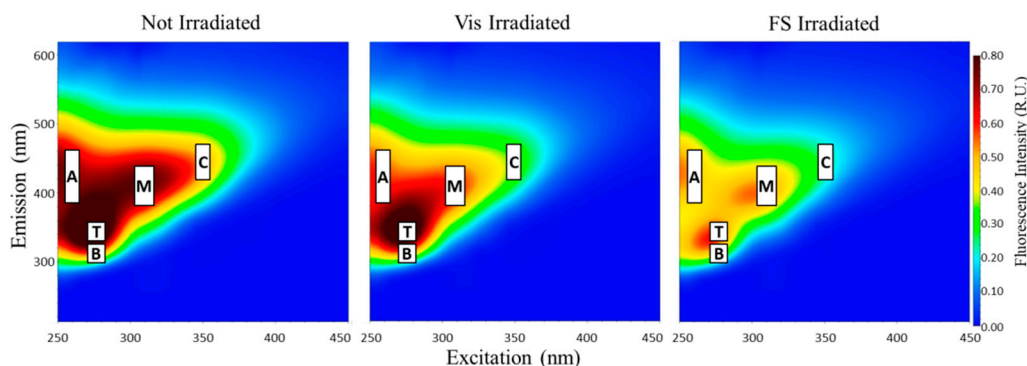 Not Irradiated
Vis Irradiated
FS Irradiated
Emission (nm)
600
500
400
300
A
M
C
T
B
A
M
C
T
B
A
M
C
T
B
250
300
350
400
450
250
300
350
400
450
250
300
350
400
450
Excitation (nm)
0.80
0.70
0.60
0.50
0.40
0.30
0.20
0.10
0.00
Fluorescence Intensity (R.U.)